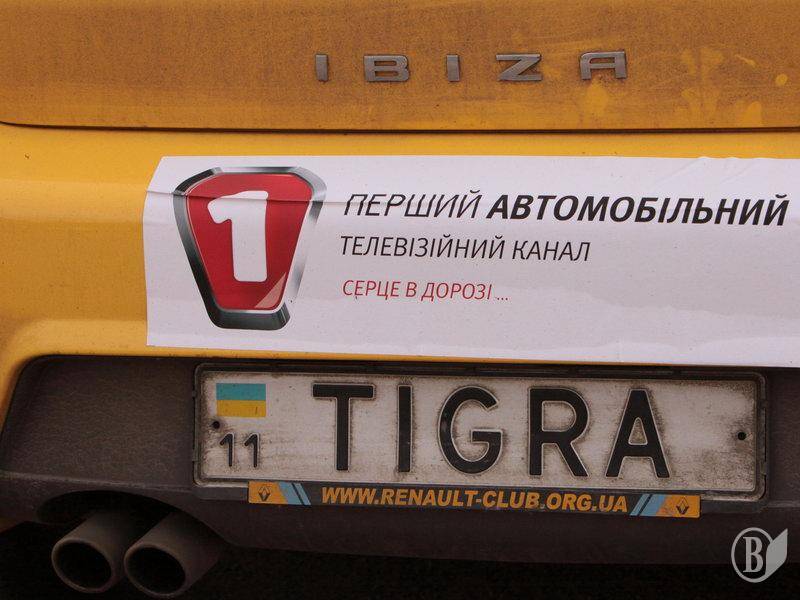 IBIZA
1
ПЕРШИЙ АВТОМОБІЛЬНИЙ
ТЕЛЕВІЗІЙНИЙ КАНАЛ
СЕРЦЕ В ДОРОЗІ ...
11 TIGRA
WWW.RENAULT-CLUB.ORG.UA
B